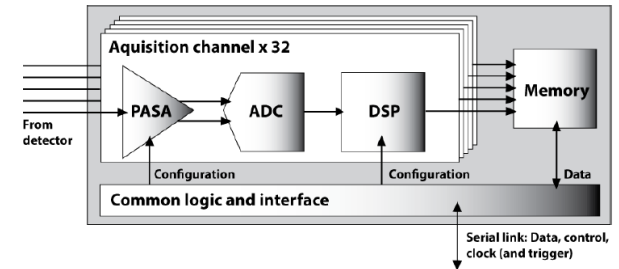 Aquisition channel x 32
PASA
ADC
DSP
Memory
From
detector
Configuration
Configuration
Data
Common logic and interface
Serial link: Data, control,
clock (and trigger)